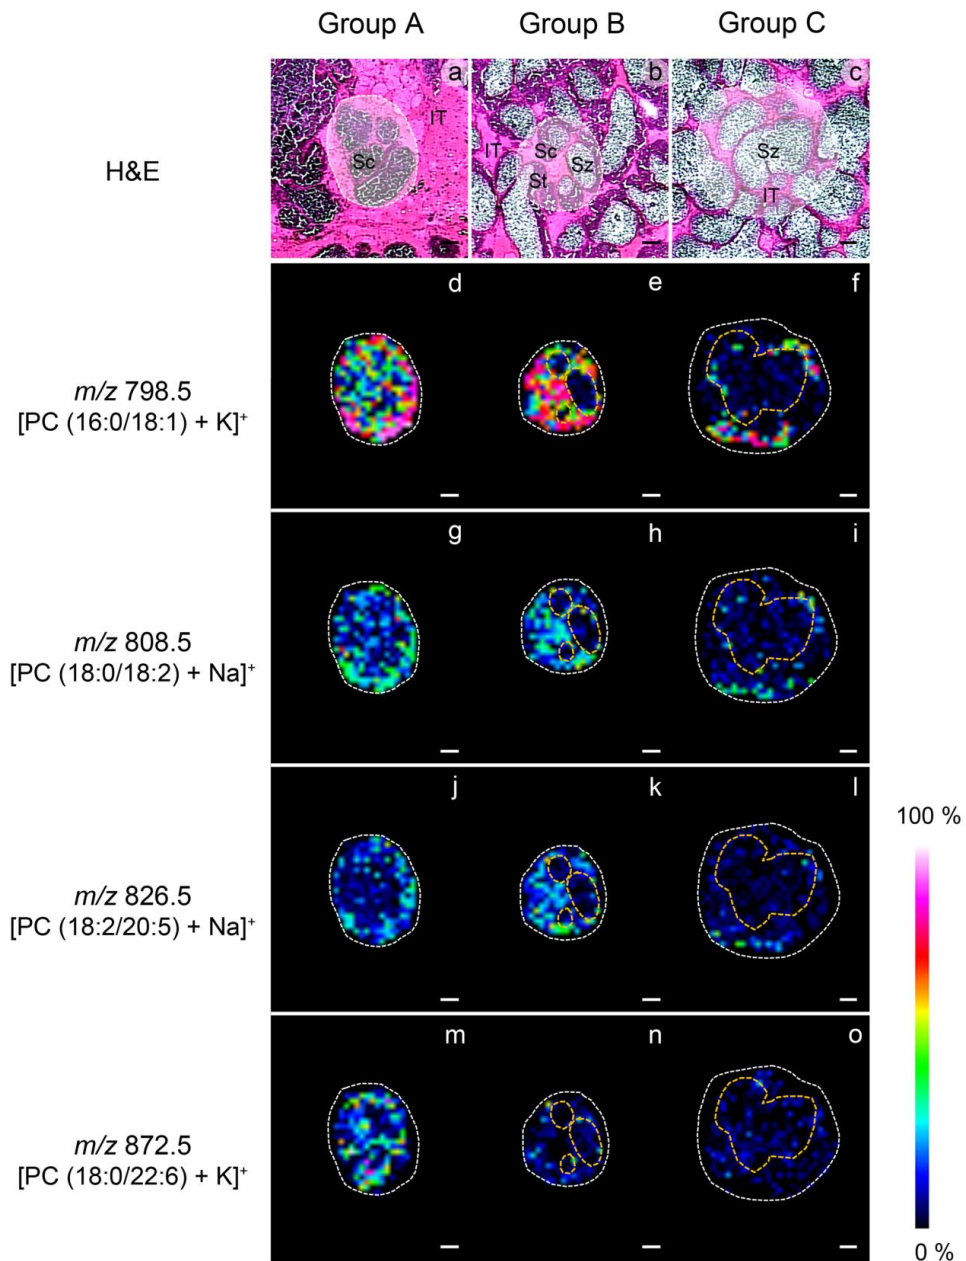 Group A Group B Group C
H&E
a b c
IT
Sc
IT Sc Sz
St
Sz
IT
d e f
m/z 798.5
[PC (16:0/18:1) + K]⁺
g h i
m/z 808.5
[PC (18:0/18:2) + Na]⁺
j k l
100 %
m/z 826.5
[PC (18:2/20:5) + Na]⁺
m n o
m/z 872.5
[PC (18:0/22:6) + K]⁺
0 %